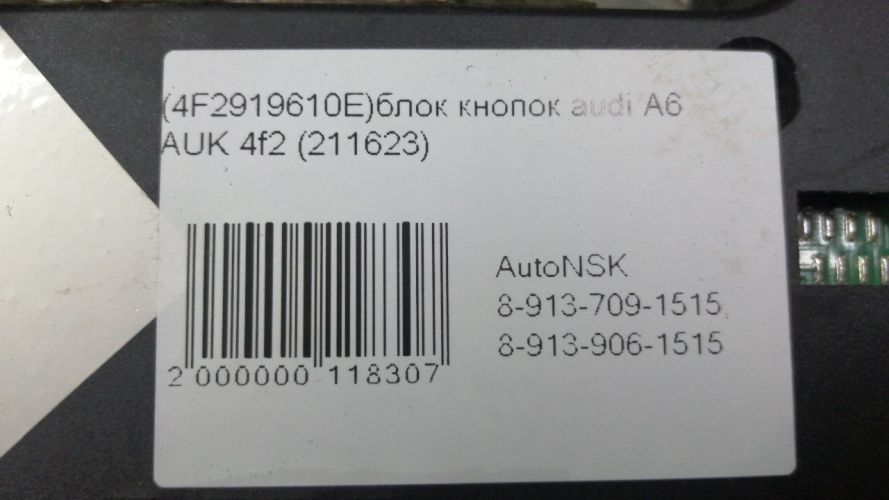 (4F2919610E)блок кнопок audi A6
AUK 4f2 (211623)
AutoNSK
8-913-709-1515,
8-913-906-1515
2 000000 118307